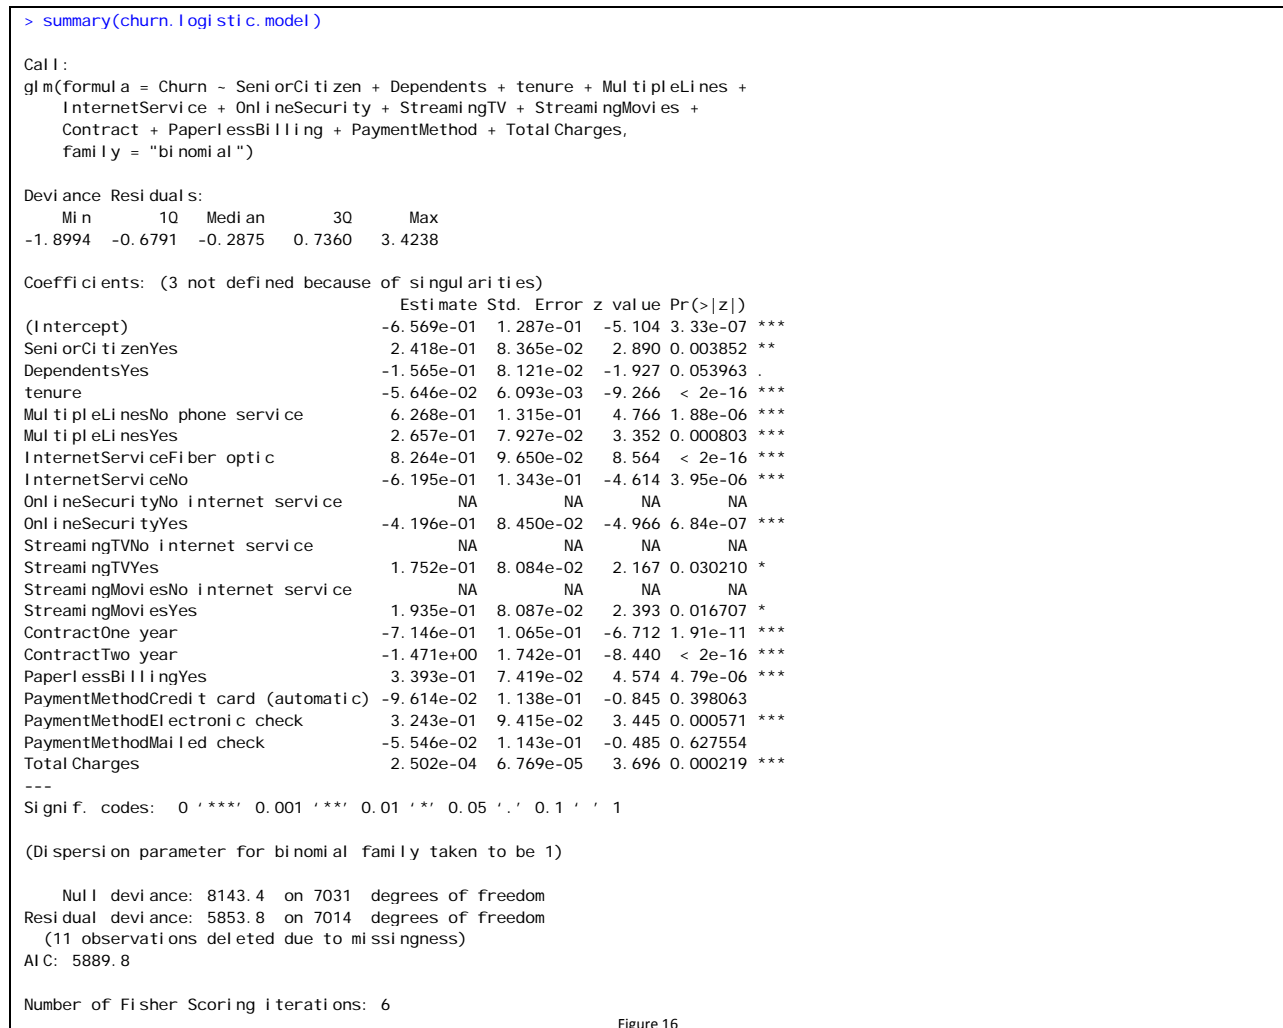 > summary(churn.logistic.model)
Call:
glm(formula = Churn ~ SeniorCitizen + Dependents + tenure + MultipleLines +
InternetService + OnlineSecurity + StreamingTV + StreamingMovies +
Contract + PaperlessBilling + PaymentMethod + TotalCharges,
family = "binomial")
Deviance Residuals:
Min 1Q Median 3Q Max
-1.8994 -0.6791 -0.2875 0.7360 3.4238
Coefficients: (3 not defined because of singularities)
Estimate Std. Error z value Pr(>|z|)
(Intercept) -6.569e-01 1.287e-01 -5.104 3.33e-07 ***
SeniorCitizenYes 2.418e-01 8.365e-02 2.890 0.003852 **
DependentsYes -1.565e-01 8.121e-02 -1.927 0.053963 .
tenure -5.646e-02 6.093e-03 -9.266 < 2e-16 ***
MultipleLinesNo phone service 6.268e-01 1.315e-01 4.766 1.88e-06 ***
MultipleLinesYes 2.657e-01 7.927e-02 3.352 0.000803 ***
InternetServiceFiber optic 8.264e-01 9.650e-02 8.564 < 2e-16 ***
InternetServiceNo -6.195e-01 1.343e-01 -4.614 3.95e-06 ***
OnlineSecurityNo internet service NA NA NA NA
OnlineSecurityYes -4.196e-01 8.450e-02 -4.966 6.84e-07 ***
StreamingTVNo internet service NA NA NA NA
StreamingTVYes 1.752e-01 8.084e-02 2.167 0.030210 *
StreamingMoviesNo internet service NA NA NA NA
StreamingMoviesYes 1.935e-01 8.087e-02 2.393 0.016707 *
ContractOne year -7.146e-01 1.065e-01 -6.712 1.91e-11 ***
ContractTwo year -1.471e+00 1.742e-01 -8.440 < 2e-16 ***
PaperlessBillingYes 3.393e-01 7.419e-02 4.574 4.79e-06 ***
PaymentMethodCredit card (automatic) -9.614e-02 1.138e-01 -0.845 0.398063
PaymentMethodElectronic check 3.243e-01 9.415e-02 3.445 0.000571 ***
PaymentMethodMailed check -5.546e-02 1.143e-01 -0.485 0.627554
TotalCharges 2.502e-04 6.769e-05 3.696 0.000219 ***
---
Signif. codes: 0 ‘***’ 0.001 ‘**’ 0.01 ‘*’ 0.05 ‘.’ 0.1 ‘ ’ 1
(Dispersion parameter for binomial family taken to be 1)
Null deviance: 8143.4 on 7031 degrees of freedom
Residual deviance: 5853.8 on 7014 degrees of freedom
(11 observations deleted due to missingness)
AIC: 5889.8
Number of Fisher Scoring iterations: 6
Figure 16